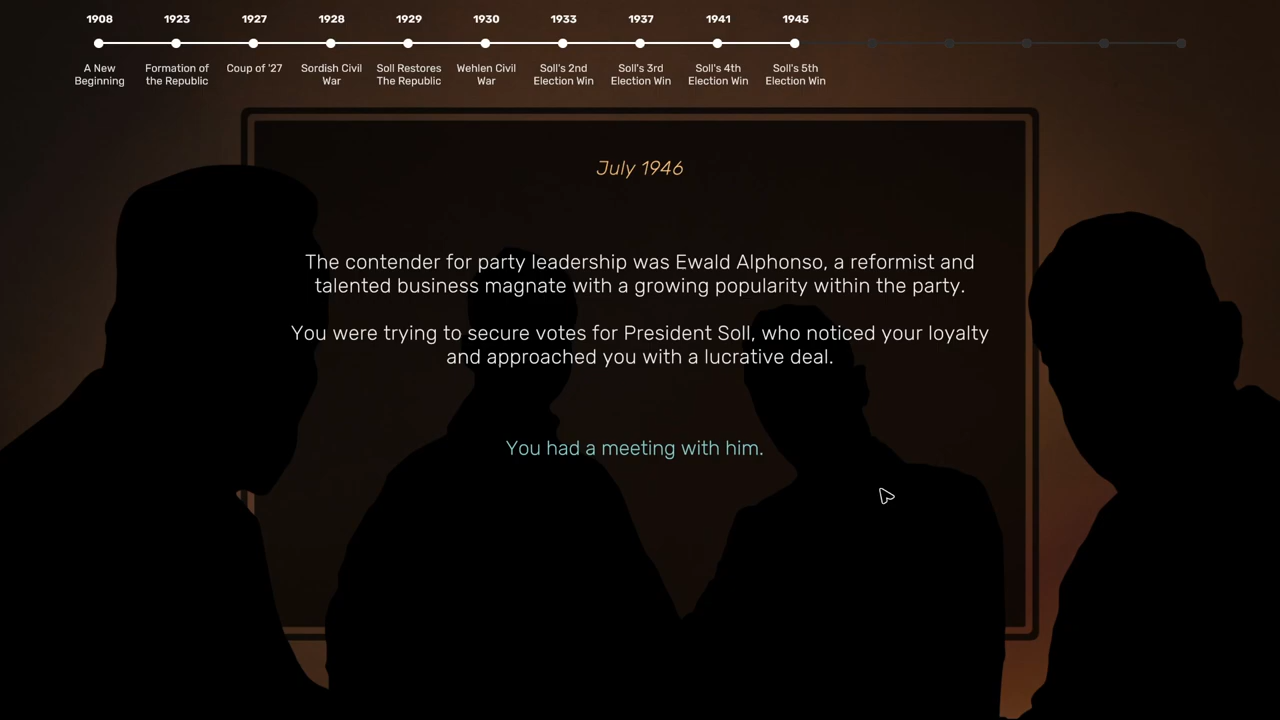 1908 1923 1927 1928 1929 1930 1933 1937 1941 1945
A New Beginning
Formation of the Republic
Coup of '27
Sordish Civil War
Soll Restores The Republic
Wehlen Civil War
Soll's 2nd Election Win
Soll's 3rd Election Win
Soll's 4th Election Win
Soll's 5th Election Win
July 1946
The contender for party leadership was Ewald Alphonso, a reformist and
talented business magnate with a growing popularity within the party.
You were trying to secure votes for President Soll, who noticed your loyalty
and approached you with a lucrative deal.
You had a meeting with him.